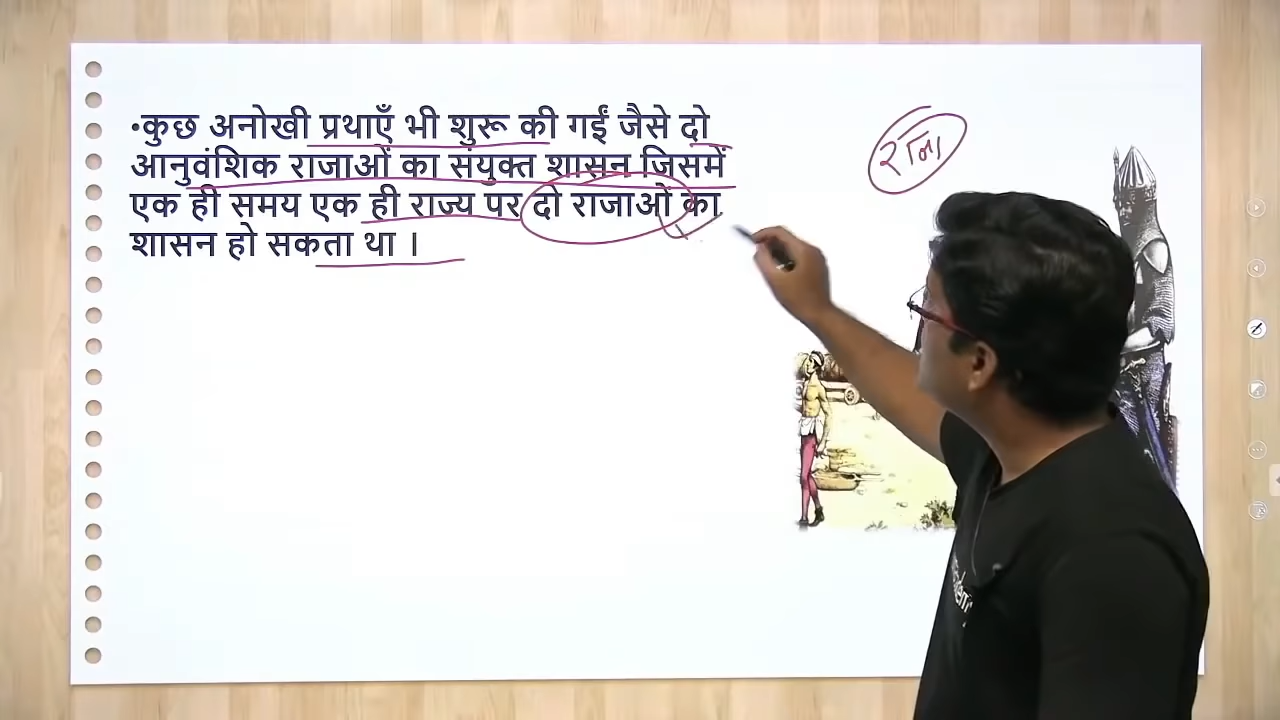 •कुछ अनोखी प्रथाएँ भी शुरू की गईं जैसे दो
आनुवंशिक राजाओं का संयुक्त शासन जिसमें
एक ही समय एक ही राज्य पर दो राजाओं का
शासन हो सकता था ।